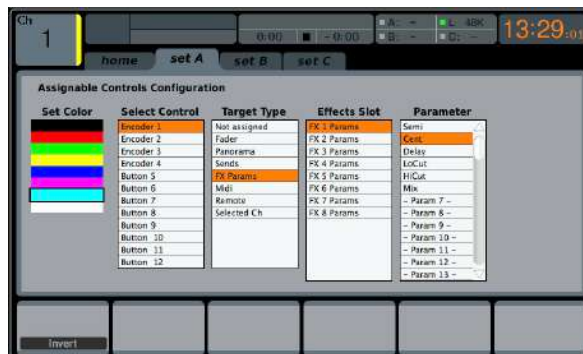 Ch
1
0:00 - 0:00
A: - L: 48K
B: - C: -
13:29:01
home set A set B set C
Assignable Controls Configuration
Set Color Select Control Target Type Effects Slot Parameter
Encoder 1 Not assigned FX 1 Params Semi
Encoder 2 Fader FX 2 Params Cent
Encoder 3 Panorama FX 3 Params Delay
Encoder 4 Sends FX 4 Params LoCut
Button 5 FX Params FX 5 Params HiCut
Button 6 Midi FX 6 Params Mix
Button 7 Remote FX 7 Params - Param 7 -
Button 8 Selected Ch FX 8 Params - Param 8 -
Button 9 - Param 9 -
Button 10 - Param 10 -
Button 11 - Param 11 -
Button 12 - Param 12 -
- Param 13 -
Invert